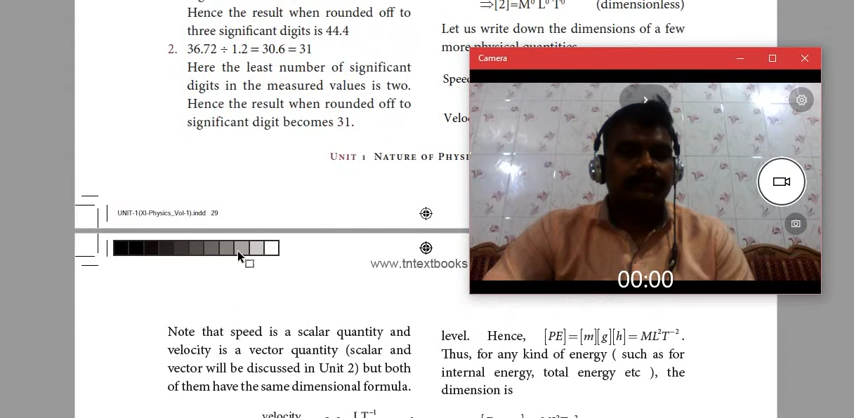 Hence the result when rounded off to
three significant digits is 44.4
2. 36.72 ÷ 1.2 = 30.6 = 31
Here the least number of significant
digits in the measured values is two.
Hence the result when rounded off to
significant digit becomes 31.
⇒[2]=M⁰ L⁰ T⁰ (dimensionless)
Let us write down the dimensions of a few
more physical quantities.
Speed
Camera
00:00
UNIT 1 NATURE OF
UNIT-1(XI-Physics_Vol-1).indd 29
www.tntextbooks
Note that speed is a scalar quantity and
velocity is a vector quantity (scalar and
vector will be discussed in Unit 2) but both
of them have the same dimensional formula.
velocity LT⁻¹
level. Hence, [PE]=[m][g][h]=ML²T⁻².
Thus, for any kind of energy ( such as for
internal energy, total energy etc ), the
dimension is